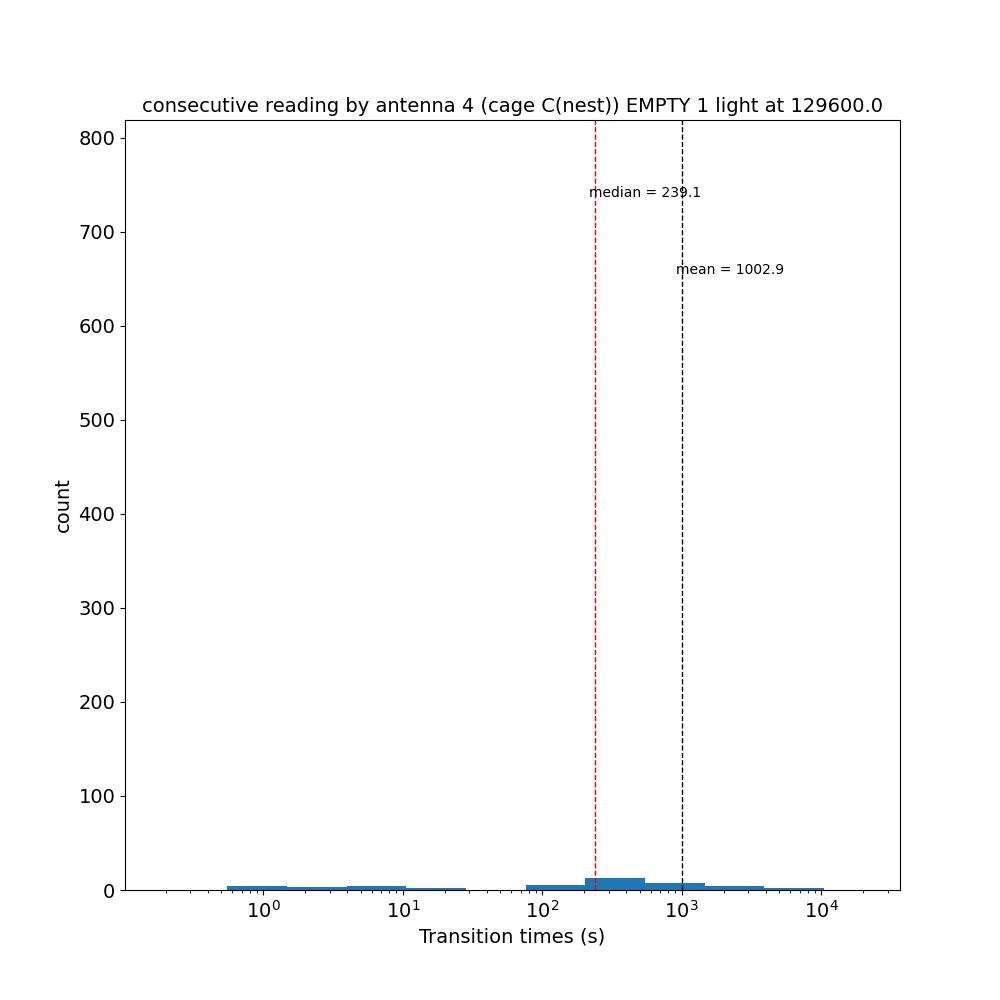 consecutive reading by antenna 4 (cage C(nest)) EMPTY 1 light at 129600.0
800
median = 239.1
700
mean = 1002.9
600
500
count
400
300
200
100
0
10⁰ 10¹ 10² 10³ 10⁴
Transition times (s)